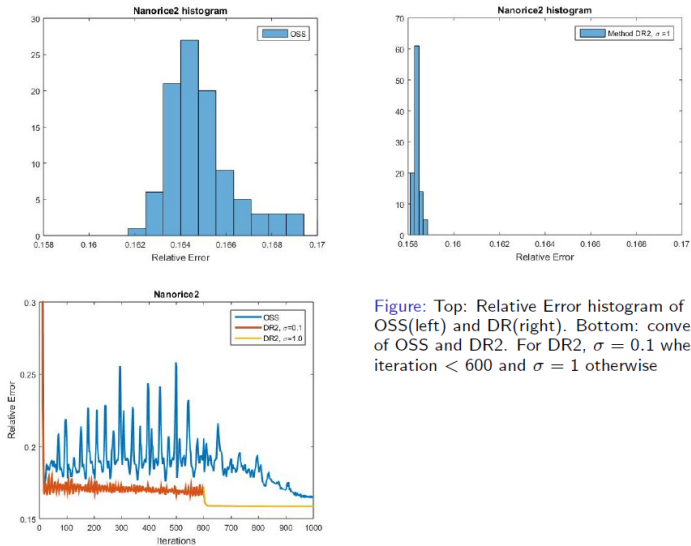 Nanorice2 histogram
OSS
30
25
20
15
10
5
0
0.158 0.16 0.162 0.164 0.166 0.168 0.17
Relative Error
Nanorice2 histogram
Method DR2, σ =1
70
60
50
40
30
20
10
0
0.158 0.16 0.162 0.164 0.166 0.168 0.17
Relative Error
Nanorice2
OSS
DR2, σ=0.1
DR2, σ=1.0
0.3
0.25
0.2
0.15
Relative Error
0 100 200 300 400 500 600 700 800 900 1000
Iterations
Figure: Top: Relative Error histogram of
OSS(left) and DR(right). Bottom: conve
of OSS and DR2. For DR2, σ = 0.1 whe
iteration < 600 and σ = 1 otherwise